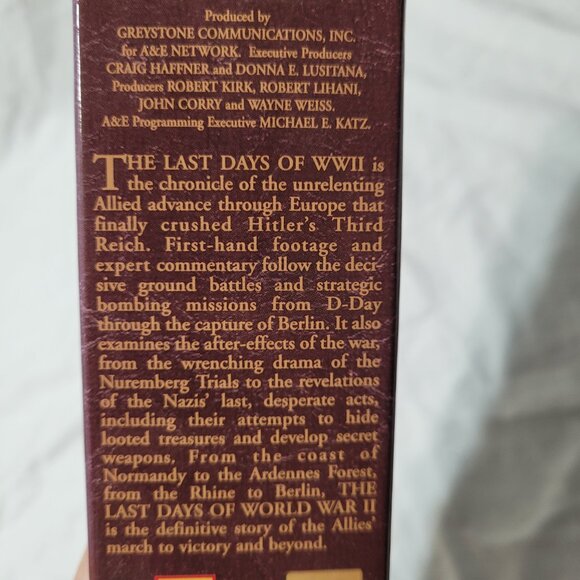 Produced by
GREYSTONE COMMUNICATIONS, INC.
for A&E NETWORK. Executive Producers
CRAIG HAFFNER and DONNA E. LUSITANA,
Producers ROBERT KIRK, ROBERT LIHANI,
JOHN CORRY and WAYNE WEISS.
A&E Programming Executive MICHAEL E. KATZ.
THE LAST DAYS OF WWII is
the chronicle of the unrelenting
Allied advance through Europe that
finally crushed Hitler's Third
Reich. First-hand footage and
expert commentary follow the deci-
sive ground battles and strategic
bombing missions from D-Day
through the capture of Berlin. It also
examines the after-effects of the war,
from the wrenching drama of the
Nuremberg Trials to the revelations
of the Nazis' last, desperate acts,
including their attempts to hide
looted treasures and develop secret
weapons. From the coast of
Normandy to the Ardennes Forest,
from the Rhine to Berlin, THE
LAST DAYS OF WORLD WAR II
is the definitive story of the Allies'
march to victory and beyond.